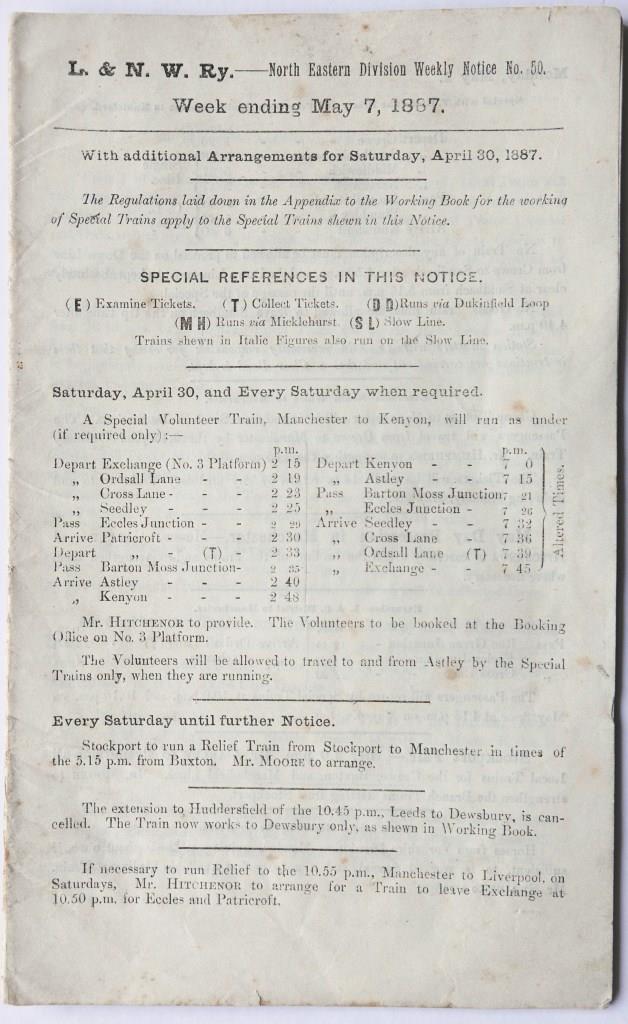 L. & N. W. Ry.—North Eastern Division Weekly Notice No. 50.
Week ending May 7, 1887.
With additional Arrangements for Saturday, April 30, 1887.
The Regulations laid down in the Appendix to the Working Book for the working
of Special Trains apply to the Special Trains shewn in this Notice.
SPECIAL REFERENCES IN THIS NOTICE.
(E) Examine Tickets. (T) Collect Tickets. (D D) Runs via Dukinfield Loop
(M H) Runs via Micklehurst. (S L) Slow Line.
Trains shewn in Italic Figures also run on the Slow Line.
Saturday, April 30, and Every Saturday when required.
A Special Volunteer Train, Manchester to Kenyon, will run as under
(if required only):—
p.m.
Depart Exchange (No. 3 Platform) 2 15
„ Ordsall Lane - - 2 19
„ Cross Lane - - - 2 23
„ Seedley - - - 2 25
Pass Eccles Junction - - 2 29
Arrive Patricroft - - - 2 30
Depart „ - (T) - 2 33
Pass Barton Moss Junction- 2 35
Arrive Astley - - - 2 40
„ Kenyon - - - 2 48
p.m.
Depart Kenyon - - 7 0
„ Astley - - 7 15
Pass Barton Moss Junction 7 21
„ Eccles Junction - 7 26
Arrive Seedley - - 7 32
„ Cross Lane - 7 36
„ Ordsall Lane (T) 7 39
„ Exchange - - 7 45
Altered Times.
Mr. HITCHENOR to provide. The Volunteers to be booked at the Booking
Office on No. 3 Platform.
The Volunteers will be allowed to travel to and from Astley by the Special
Trains only, when they are running.
Every Saturday until further Notice.
Stockport to run a Relief Train from Stockport to Manchester in times of
the 5.15 p.m. from Buxton. Mr. MOORE to arrange.
The extension to Huddersfield of the 10.45 p.m., Leeds to Dewsbury, is can-
celled. The Train now works to Dewsbury only, as shewn in Working Book.
If necessary to run Relief to the 10.55 p.m., Manchester to Liverpool, on
Saturdays, Mr. HITCHENOR to arrange for a Train to leave Exchange at
10.50 p.m. for Eccles and Patricroft.